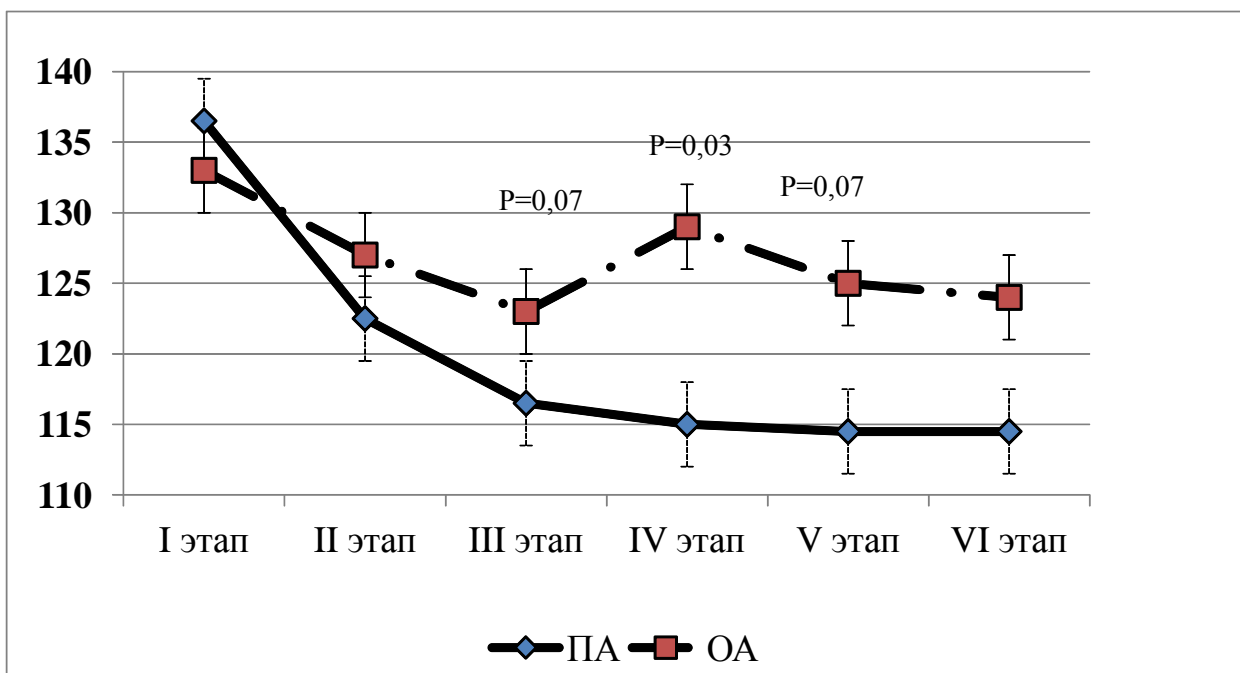 140
135
130
125
120
115
110
P=0,07
P=0,03
P=0,07
I этап II этап III этап IV этап V этап VI этап
ПА ОА